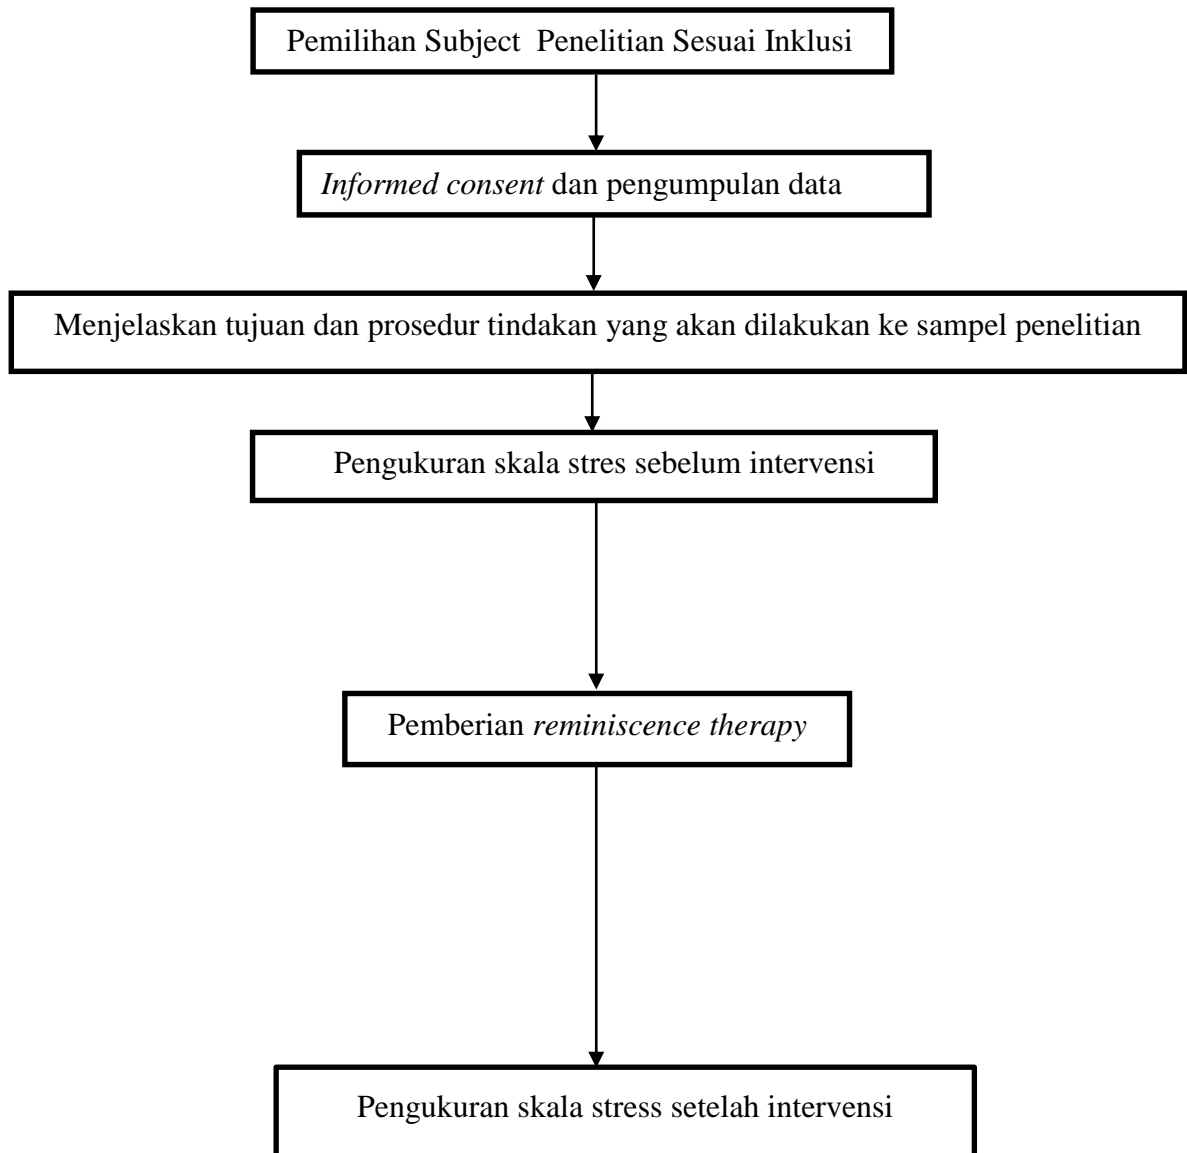 Pemilihan Subject  Penelitian Sesuai Inklusi
Informed consent dan pengumpulan data
Menjelaskan tujuan dan prosedur tindakan yang akan dilakukan ke sampel penelitian
Pengukuran skala stres sebelum intervensi
Pemberian reminiscence therapy
Pengukuran skala stress setelah intervensi